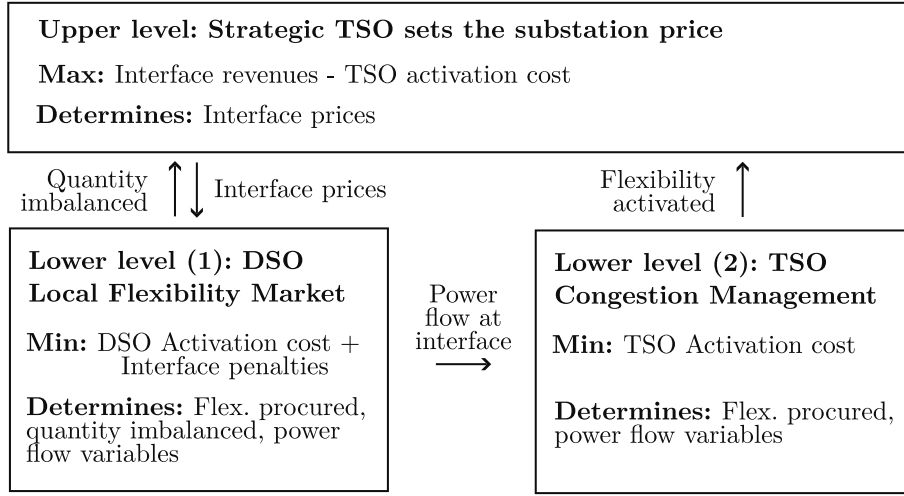 Upper level: Strategic TSO sets the substation price
Max: Interface revenues - TSO activation cost
Determines: Interface prices
Quantity
imbalanced
Interface prices
Flexibility
activated
Lower level (1): DSO
Local Flexibility Market
Min: DSO Activation cost +
Interface penalties
Determines: Flex. procured,
quantity imbalanced, power
flow variables
Power
flow at
interface
Lower level (2): TSO
Congestion Management
Min: TSO Activation cost
Determines: Flex. procured,
power flow variables